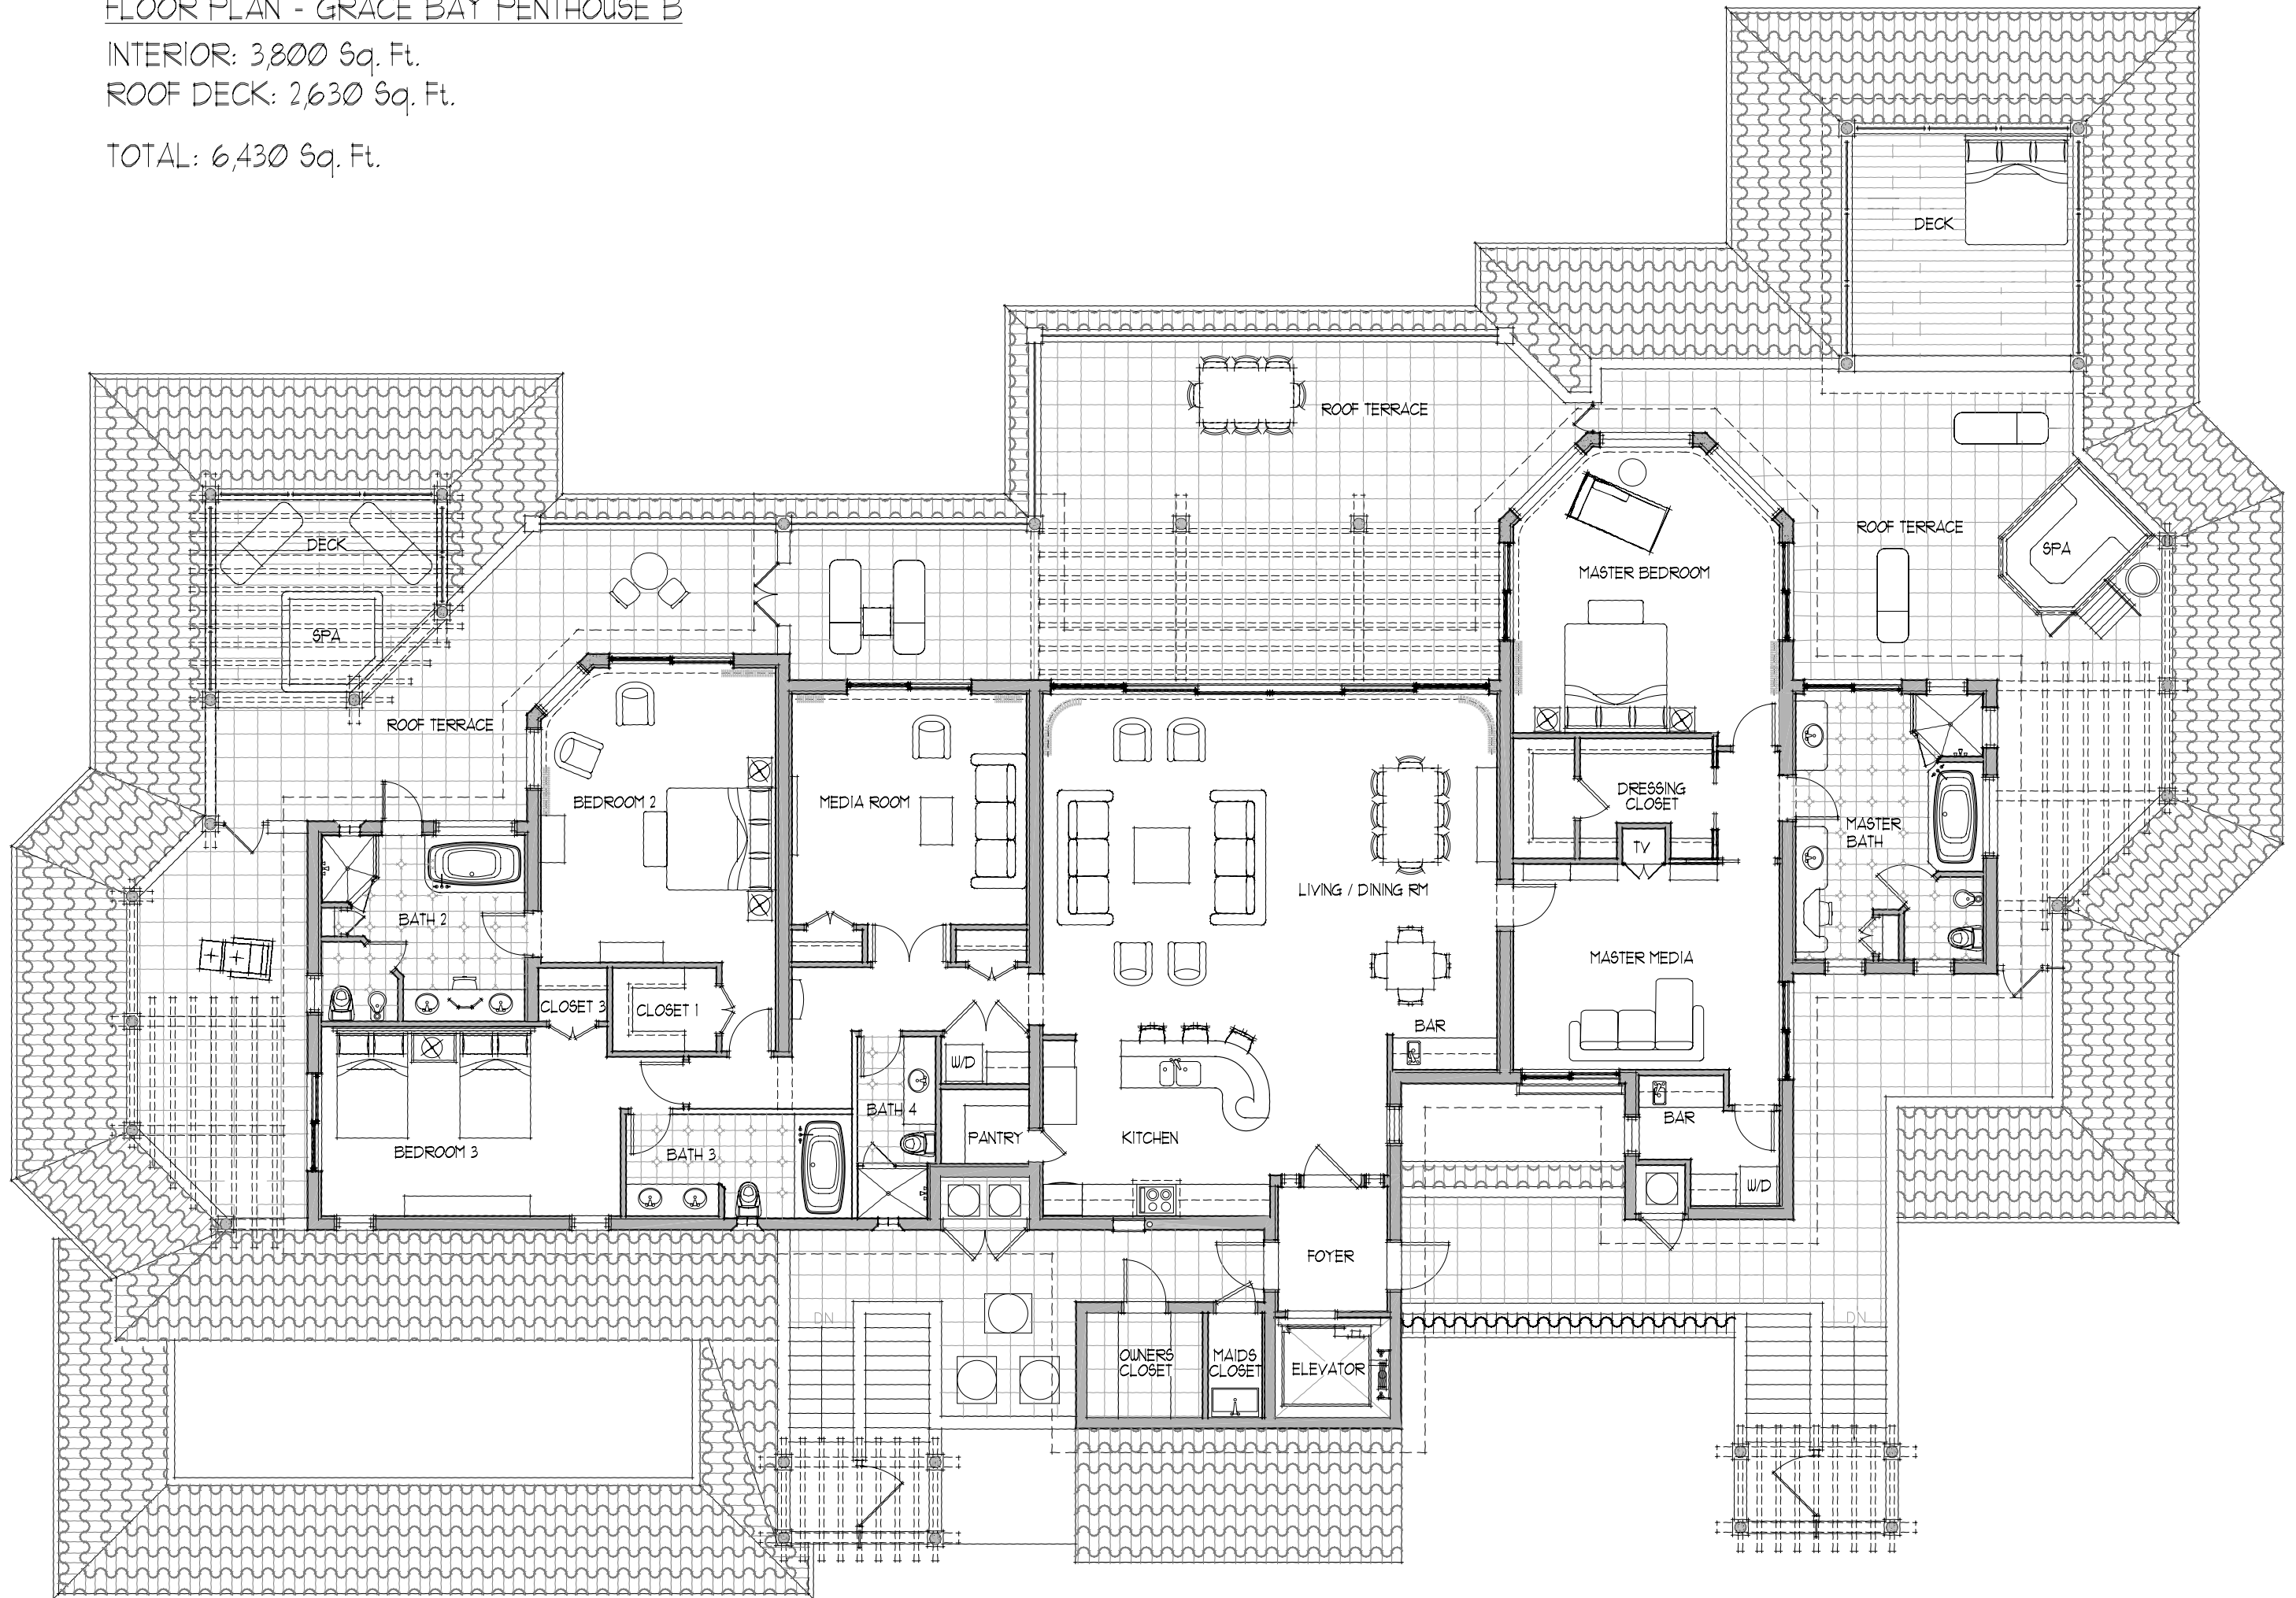 FLOOR PLAN - GRACE BAY PENTHOUSE B
INTERIOR: 3,800 Sq. Ft.
ROOF DECK: 2,630 Sq. Ft.
TOTAL: 6,430 Sq. Ft.
DECK
ROOF TERRACE
ROOF TERRACE
DECK
SPA
MASTER BEDROOM
SPA
ROOF TERRACE
BEDROOM 2
MEDIA ROOM
DRESSING
CLOSET
MASTER
BATH
TV
LIVING / DINING RM
BATH 2
MASTER MEDIA
CLOSET 3
CLOSET 1
BAR
W/D
BATH 4
BAR
PANTRY
KITCHEN
BEDROOM 3
BATH 3
W/D
FOYER
DN
DN
OWNERS
CLOSET
MAIDS
CLOSET
ELEVATOR